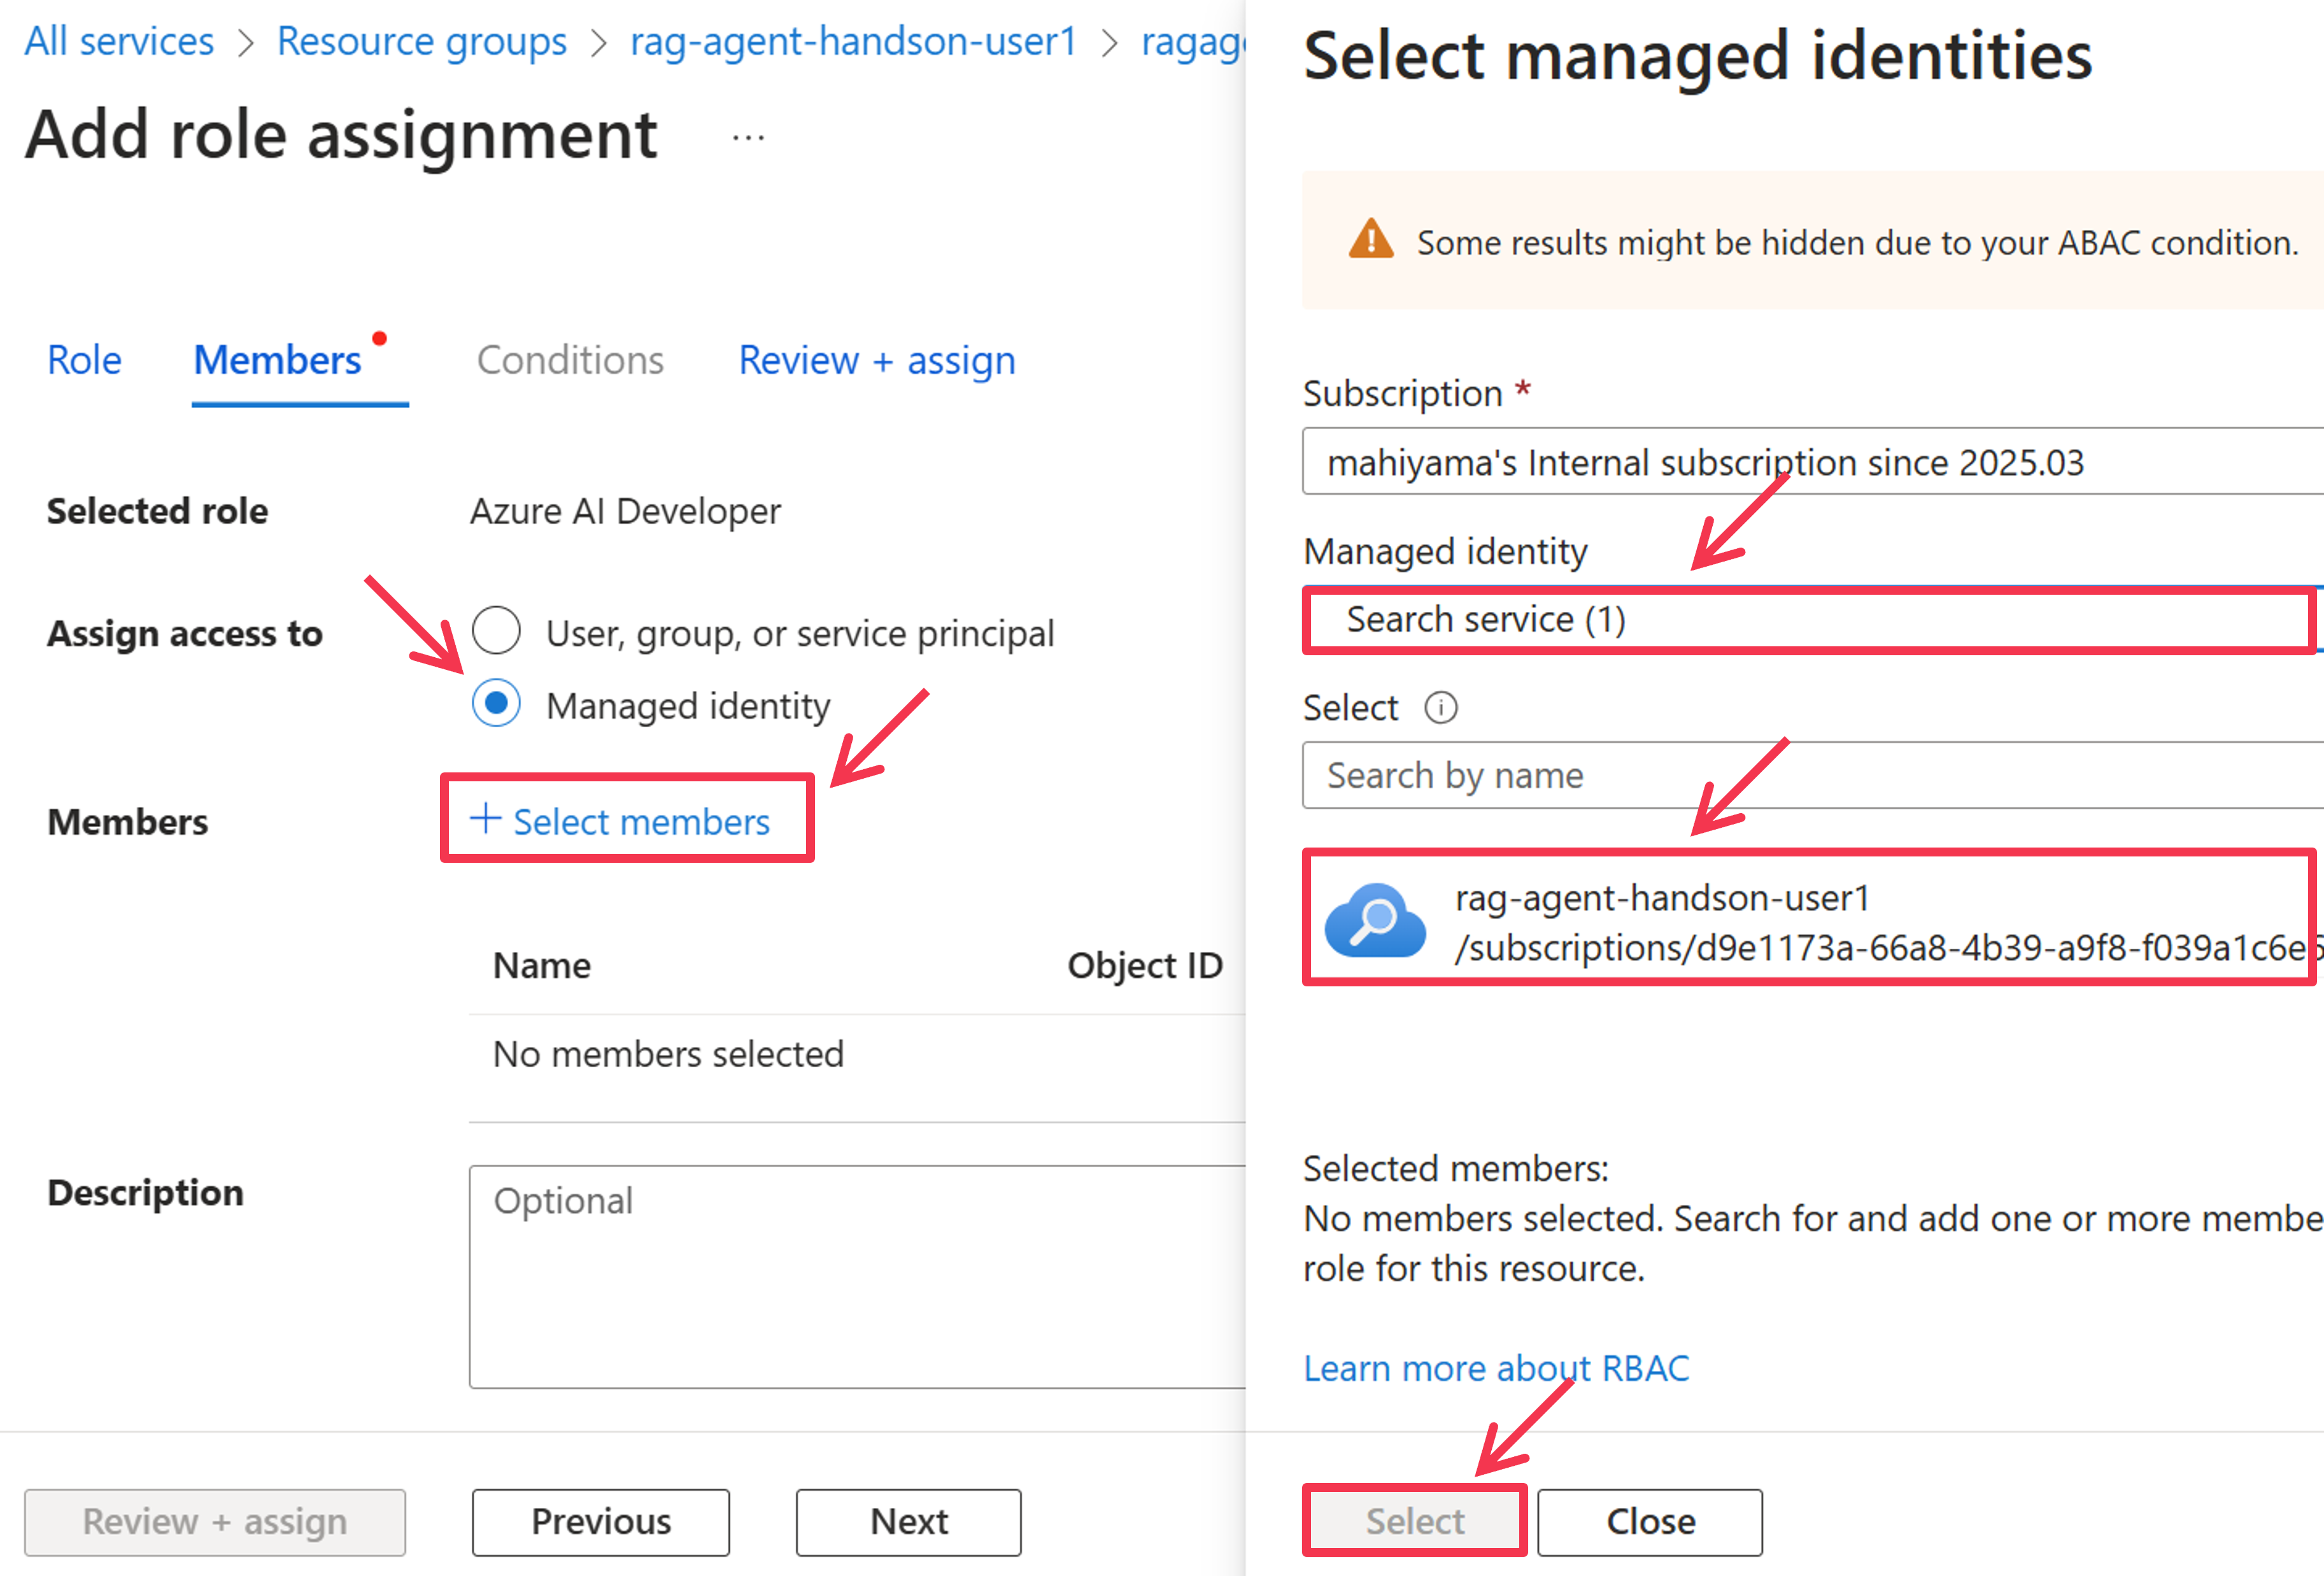 All services > Resource groups > rag-agent-handson-user1 >
Add role assignment ...
Role Members Conditions Review + assign
Selected role Azure AI Developer
Assign access to User, group, or service principal
Managed identity
Members + Select members
Name Object ID
No members selected
Description Optional
Review + assign Previous Next
Select managed identities
Some results might be hidden due to your ABAC condition.
Subscription *
mahiyama's Internal subscription since 2025.03
Managed identity
Search service (1)
Select
Search by name
rag-agent-handson-user1
/subscriptions/d9e1173a-66a8-4b39-a9f8-f039a1c6e
Selected members:
No members selected. Search for and add one or more membe
role for this resource.
Learn more about RBAC
Select Close